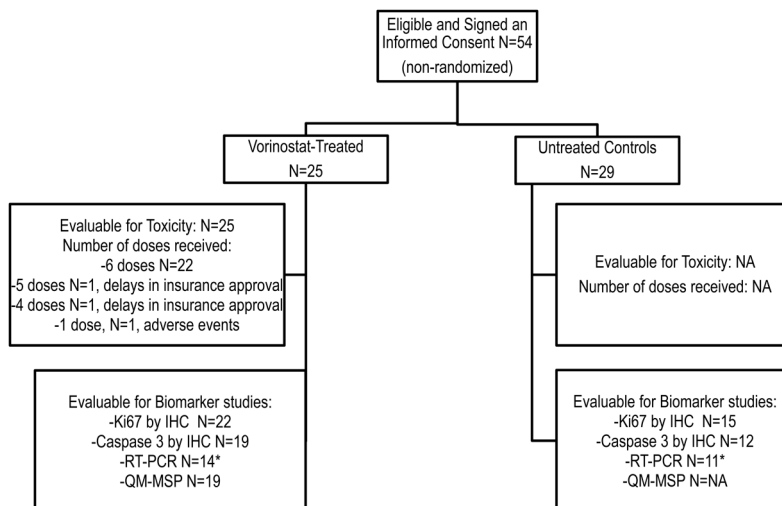 Eligible and Signed an
Informed Consent N=54
(non-randomized)
Vorinostat-Treated
N=25
Untreated Controls
N=29
Evaluable for Toxicity: N=25
Number of doses received:
-6 doses N=22
-5 doses N=1, delays in insurance approval
-4 doses N=1, delays in insurance approval
-1 dose, N=1, adverse events
Evaluable for Toxicity: NA
Number of doses received: NA
Evaluable for Biomarker studies:
-Ki67 by IHC N=22
-Caspase 3 by IHC N=19
-RT-PCR N=14*
-QM-MSP N=19
Evaluable for Biomarker studies:
-Ki67 by IHC N=15
-Caspase 3 by IHC N=12
-RT-PCR N=11*
-QM-MSP N=NA